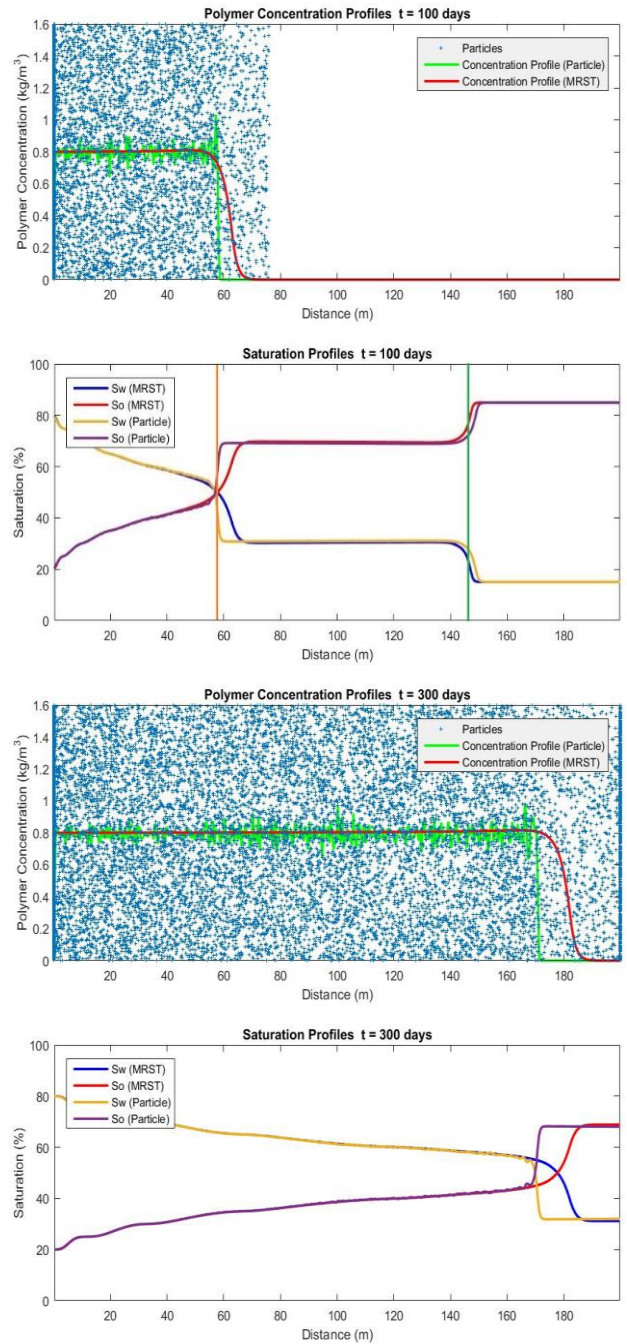 Polymer Concentration Profiles t = 100 days
Polymer Concentration (kg/m³)
1.6
1.4
1.2
1
0.8
0.6
0.4
0.2
0
Particles
Concentration Profile (Particle)
Concentration Profile (MRST)
20 40 60 80 100 120 140 160 180
Distance (m)
Saturation Profiles t = 100 days
Saturation (%)
100
80
60
40
20
0
Sw (MRST)
So (MRST)
Sw (Particle)
So (Particle)
20 40 60 80 100 120 140 160 180
Distance (m)
Polymer Concentration Profiles t = 300 days
Polymer Concentration (kg/m³)
1.6
1.4
1.2
1
0.8
0.6
0.4
0.2
0
Particles
Concentration Profile (Particle)
Concentration Profile (MRST)
20 40 60 80 100 120 140 160 180
Distance (m)
Saturation Profiles t = 300 days
Saturation (%)
100
80
60
40
20
0
Sw (MRST)
So (MRST)
Sw (Particle)
So (Particle)
20 40 60 80 100 120 140 160 180
Distance (m)